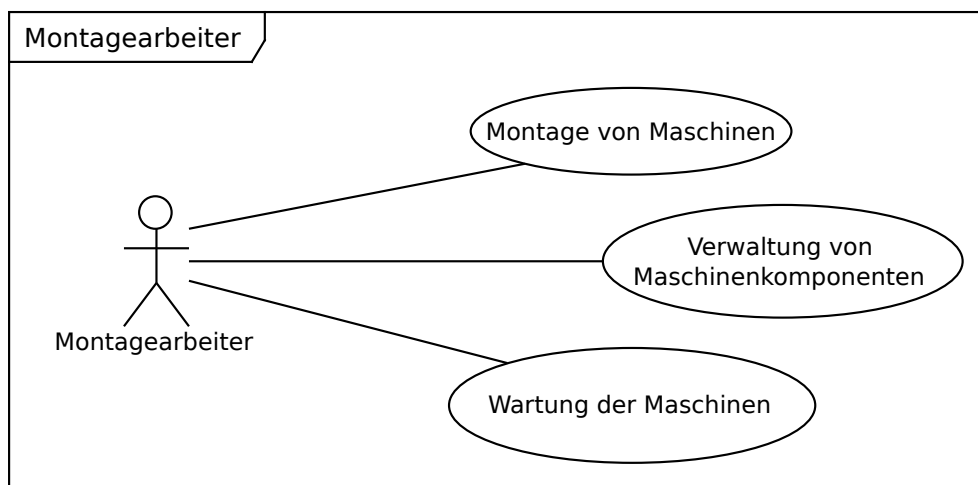 Montagearbeiter
Montage von Maschinen
Verwaltung von
Maschinenkomponenten
Montagearbeiter
Wartung der Maschinen